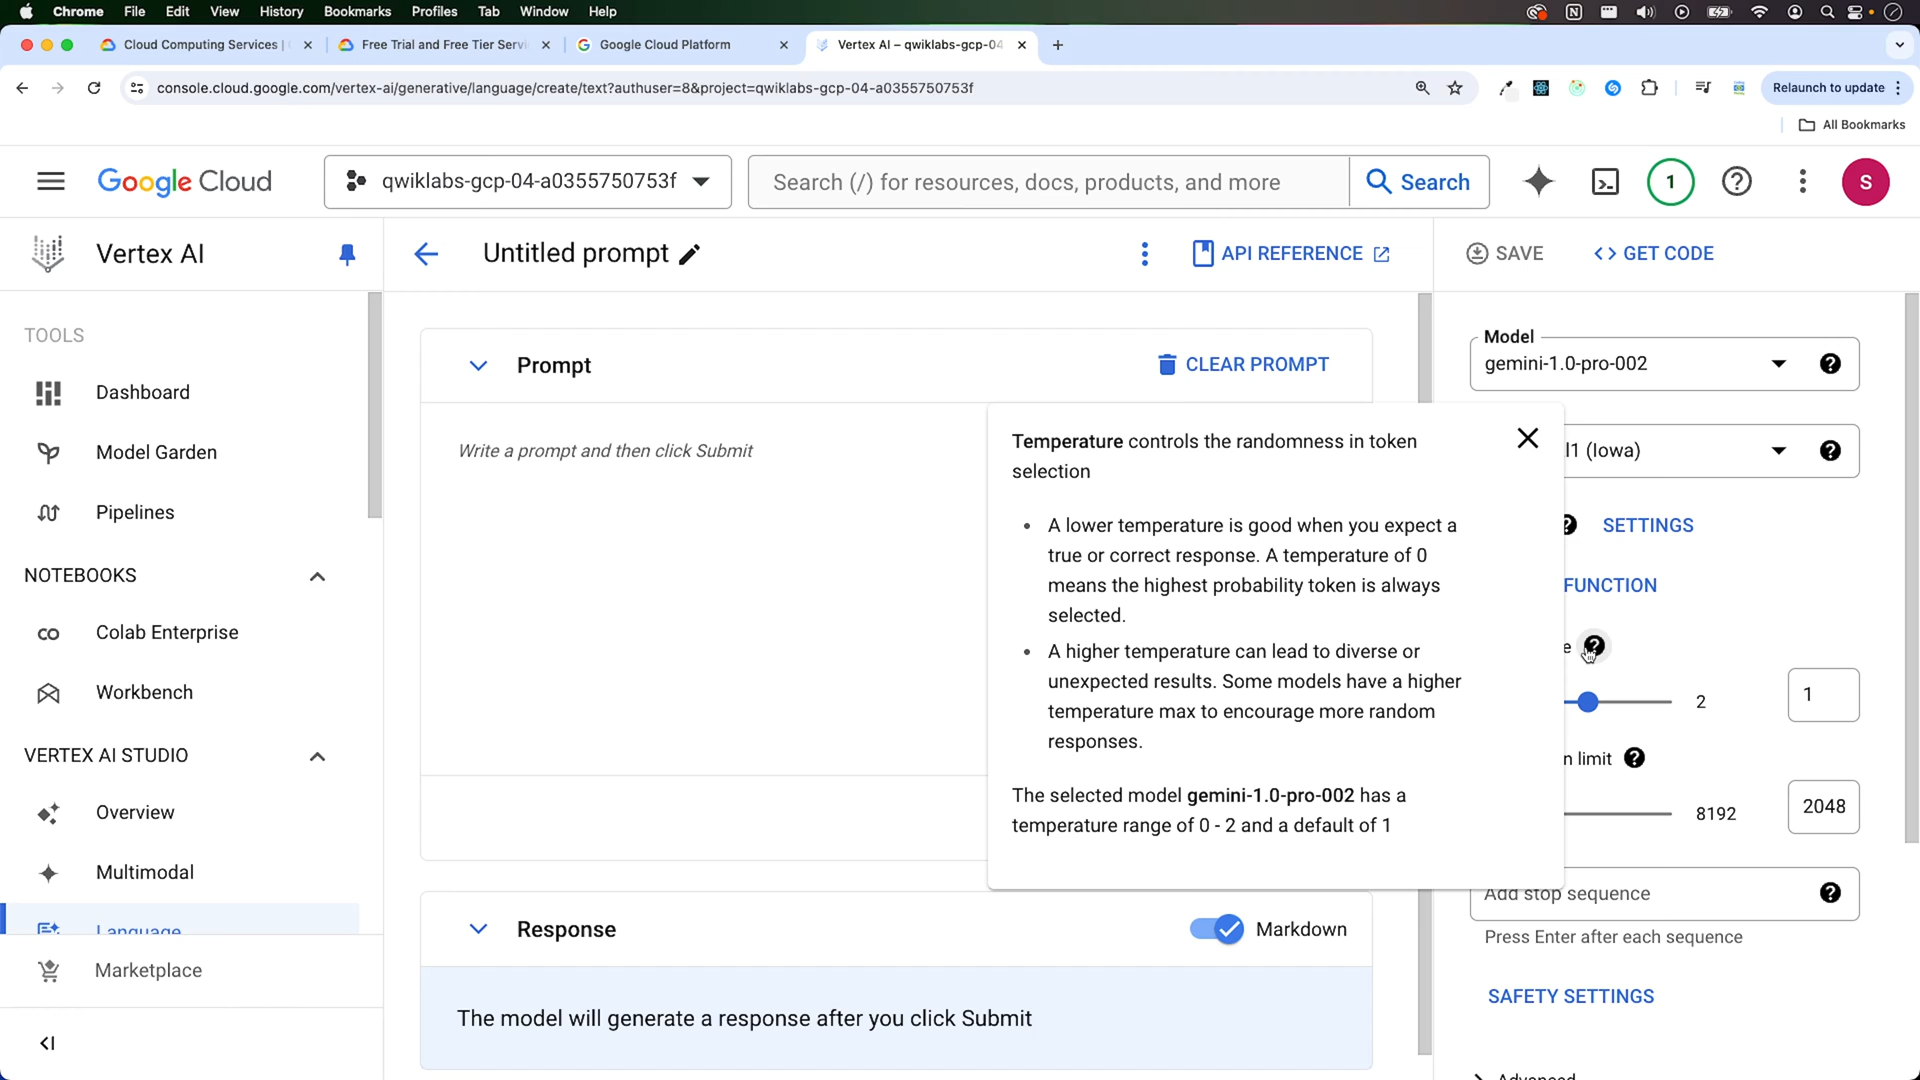 Chrome File Edit View History Bookmarks Profiles Tab Window Help
Cloud Computing Services |
Free Trial and Free Tier Servi
Google Cloud Platform
Vertex AI – qwiklabs-gcp-04
console.cloud.google.com/vertex-ai/generative/language/create/text?authuser=8&project=qwiklabs-gcp-04-a0355750753f
Relaunch to update
All Bookmarks
Google Cloud
qwiklabs-gcp-04-a0355750753f
Search (/) for resources, docs, products, and more
Search
1
S
Vertex AI
Untitled prompt
API REFERENCE
SAVE
<> GET CODE
TOOLS
Dashboard
Model Garden
Pipelines
NOTEBOOKS
Colab Enterprise
Workbench
VERTEX AI STUDIO
Overview
Multimodal
Language
Marketplace
Prompt
CLEAR PROMPT
Write a prompt and then click Submit
Temperature controls the randomness in token
selection
• A lower temperature is good when you expect a
true or correct response. A temperature of 0
means the highest probability token is always
selected.
• A higher temperature can lead to diverse or
unexpected results. Some models have a higher
temperature max to encourage more random
responses.
The selected model gemini-1.0-pro-002 has a
temperature range of 0 - 2 and a default of 1
Response
Markdown
The model will generate a response after you click Submit
Model
gemini-1.0-pro-002
l1 (Iowa)
SETTINGS
FUNCTION
e
2
1
n limit
8192
2048
Add stop sequence
Press Enter after each sequence
SAFETY SETTINGS
Advanced